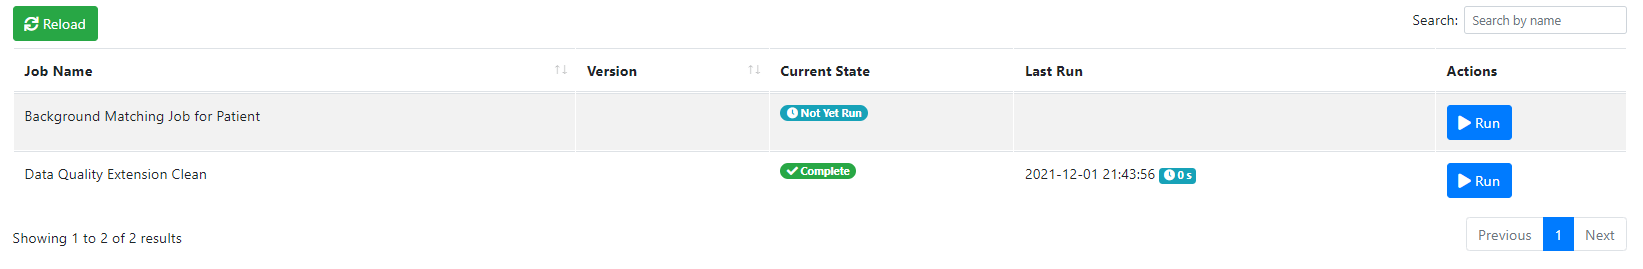 Reload
Search: Search by name
Job Name Version Current State Last Run Actions
Background Matching Job for Patient Not Yet Run Run
Data Quality Extension Clean Complete 2021-12-01 21:43:56 0 s Run
Showing 1 to 2 of 2 results
Previous 1 Next